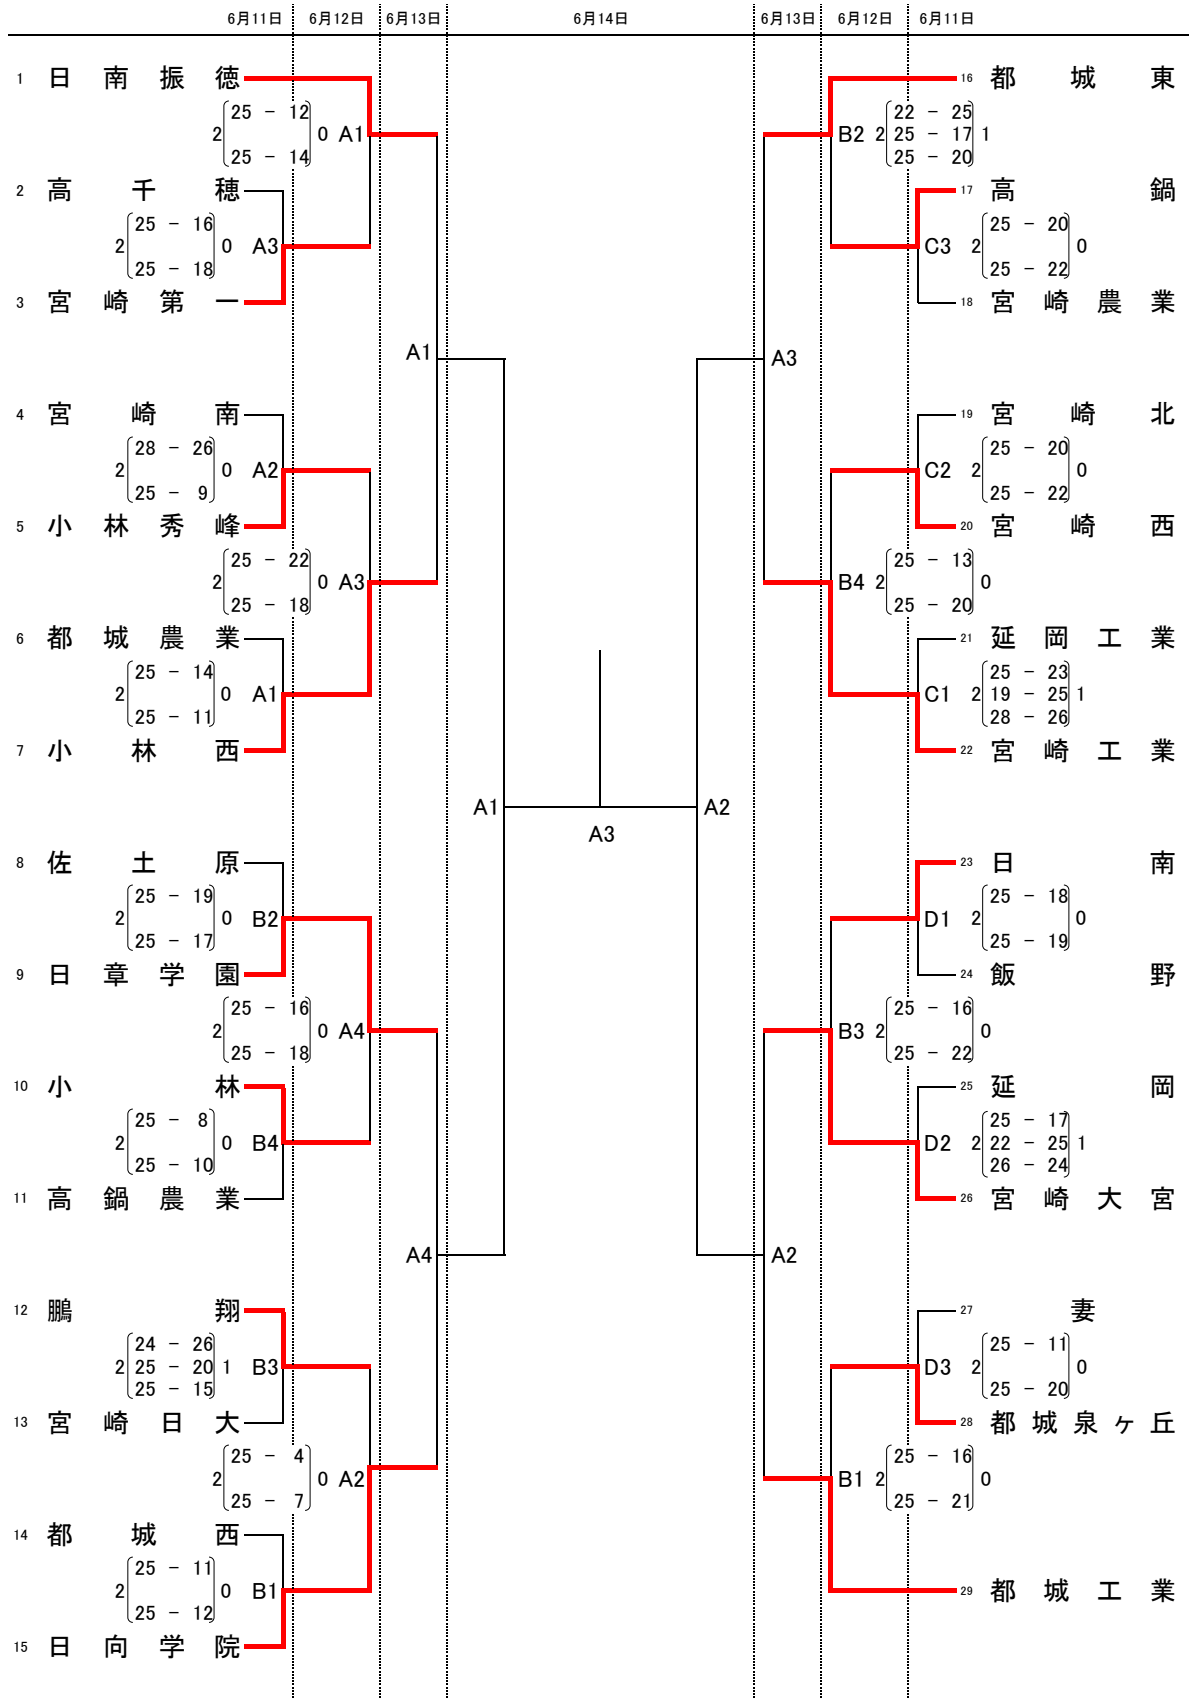 6月11日 6月12日 6月13日 6月14日 6月13日 6月12日 6月11日
1 日南振徳
25 - 12
2 0 A1
25 - 14
2 高千穂
25 - 16
2 0 A3
25 - 18
3 宮崎第一
A1
4 宮崎南
28 - 26
2 0 A2
25 - 9
5 小林秀峰
25 - 22
2 0 A3
25 - 18
6 都城農業
25 - 14
2 0 A1
25 - 11
7 小林西
A1
8 佐土原
25 - 19
2 0 B2
25 - 17
9 日章学園
25 - 16
2 0 A4
25 - 18
10 小林
25 - 8
2 0 B4
25 - 10
11 高鍋農業
A4
12 鵬翔
24 - 26
2 25 - 20 1 B3
25 - 15
13 宮崎日大
25 - 4
2 0 A2
25 - 7
14 都城西
25 - 11
2 0 B1
25 - 12
15 日向学院
A3
16 都城東
22 - 25
B2 2 25 - 17 1
25 - 20
17 高鍋
25 - 20
C3 2 0
25 - 22
18 宮崎農業
A3
19 宮崎北
25 - 20
C2 2 0
25 - 22
20 宮崎西
25 - 13
B4 2 0
25 - 20
21 延岡工業
25 - 23
C1 2 19 - 25 1
28 - 26
22 宮崎工業
A2
23 日南
25 - 18
D1 2 0
25 - 19
24 飯野
25 - 16
B3 2 0
25 - 22
25 延岡
25 - 17
D2 2 22 - 25 1
26 - 24
26 宮崎大宮
A2
27 妻
25 - 11
D3 2 0
25 - 20
28 都城泉ヶ丘
25 - 16
B1 2 0
25 - 21
29 都城工業